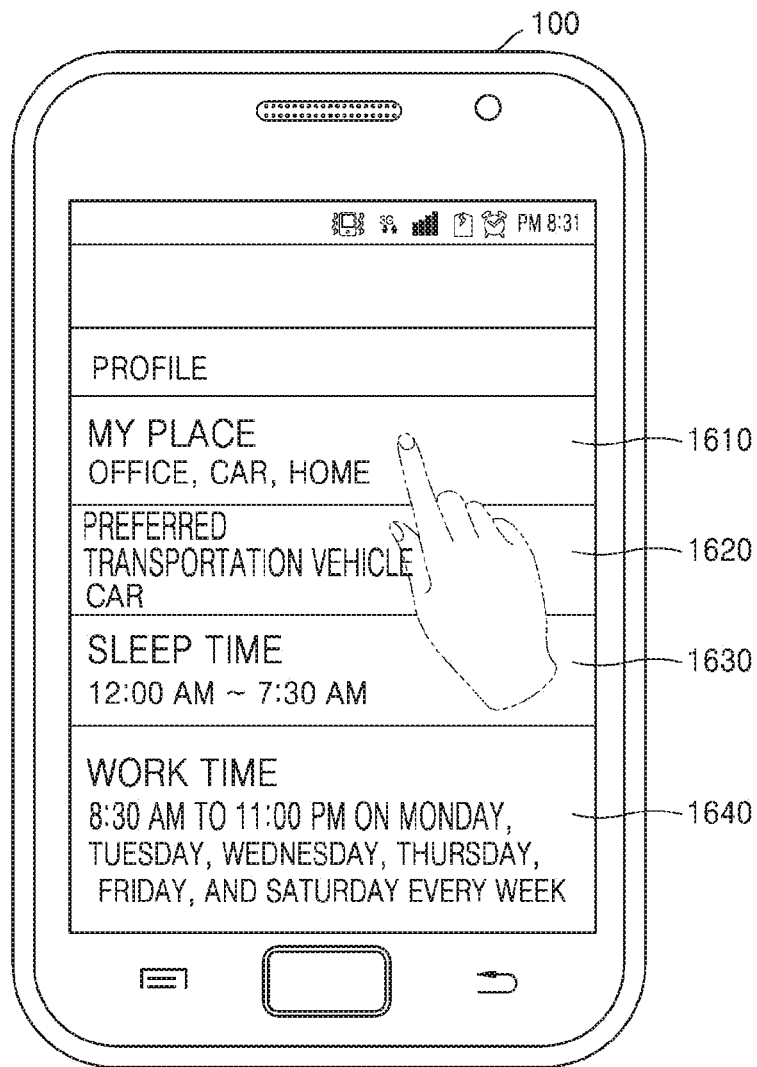 100
3G
PM 8:31
PROFILE
MY PLACE
OFFICE, CAR, HOME
1610
PREFERRED
TRANSPORTATION VEHICLE
CAR
1620
SLEEP TIME
12:00 AM ~ 7:30 AM
1630
WORK TIME
8:30 AM TO 11:00 PM ON MONDAY,
TUESDAY, WEDNESDAY, THURSDAY,
FRIDAY, AND SATURDAY EVERY WEEK
1640